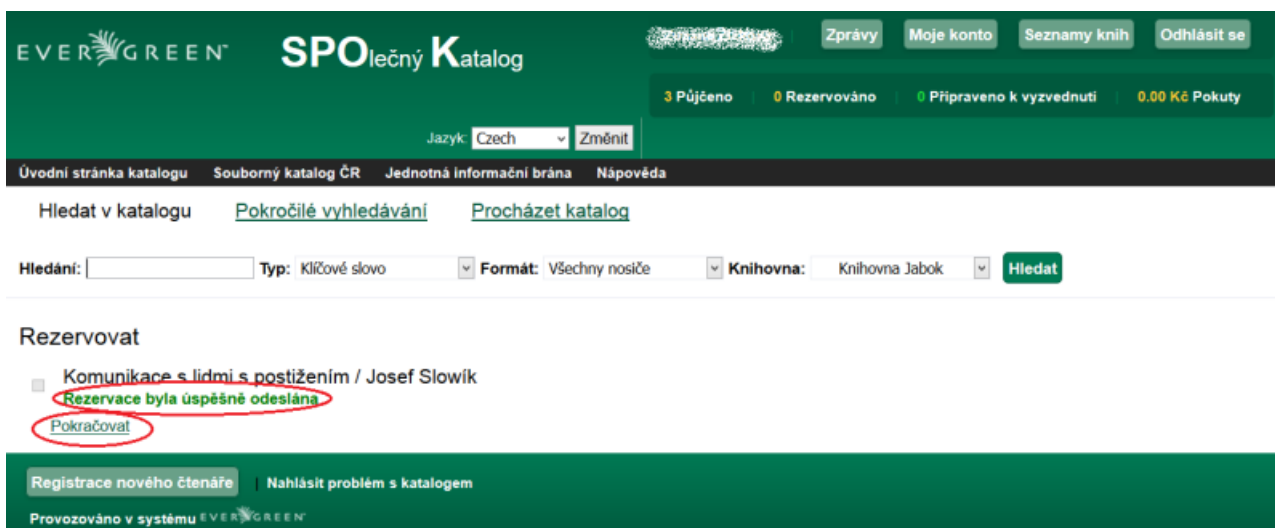 EVERGREEN
SPOlečný Katalog
Zprávy
Moje konto
Seznamy knih
Odhlásit se
3 Půjčeno
0 Rezervováno
0 Připraveno k vyzvednutí
0.00 Kč Pokuty
Jazyk: Czech
Změnit
Úvodní stránka katalogu
Souborný katalog ČR
Jednotná informační brána
Nápověda
Hledat v katalogu
Pokročilé vyhledávání
Procházet katalog
Hledání:
Typ: Klíčové slovo
Formát: Všechny nosiče
Knihovna: Knihovna Jabok
Hledat
Rezervovat
Komunikace s lidmi s postižením / Josef Slowík
Rezervace byla úspěšně odeslána
Pokračovat
Registrace nového čtenáře
Nahlásit problém s katalogem
Provozováno v systému EVERGREEN